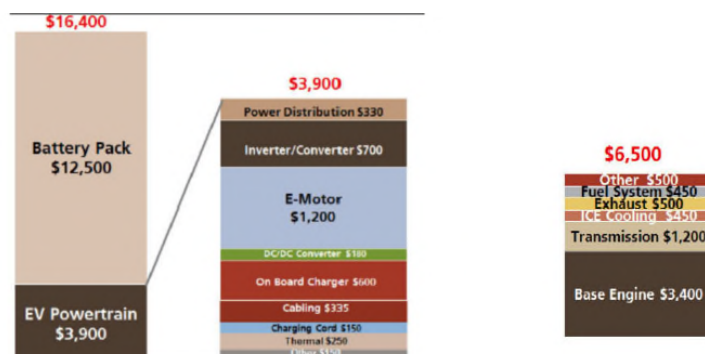 $16,400
Battery Pack
$12,500
EV Powertrain
$3,900
$3,900
Power Distribution $330
Inverter/Converter $700
E-Motor
$1,200
DC/DC Converter $180
On Board Charger $600
Cabling $335
Charging Cord $150
Thermal $250
$6,500
Other $500
Fuel System $450
Exhaust $500
ICE Cooling $450
Transmission $1,200
Base Engine $3,400